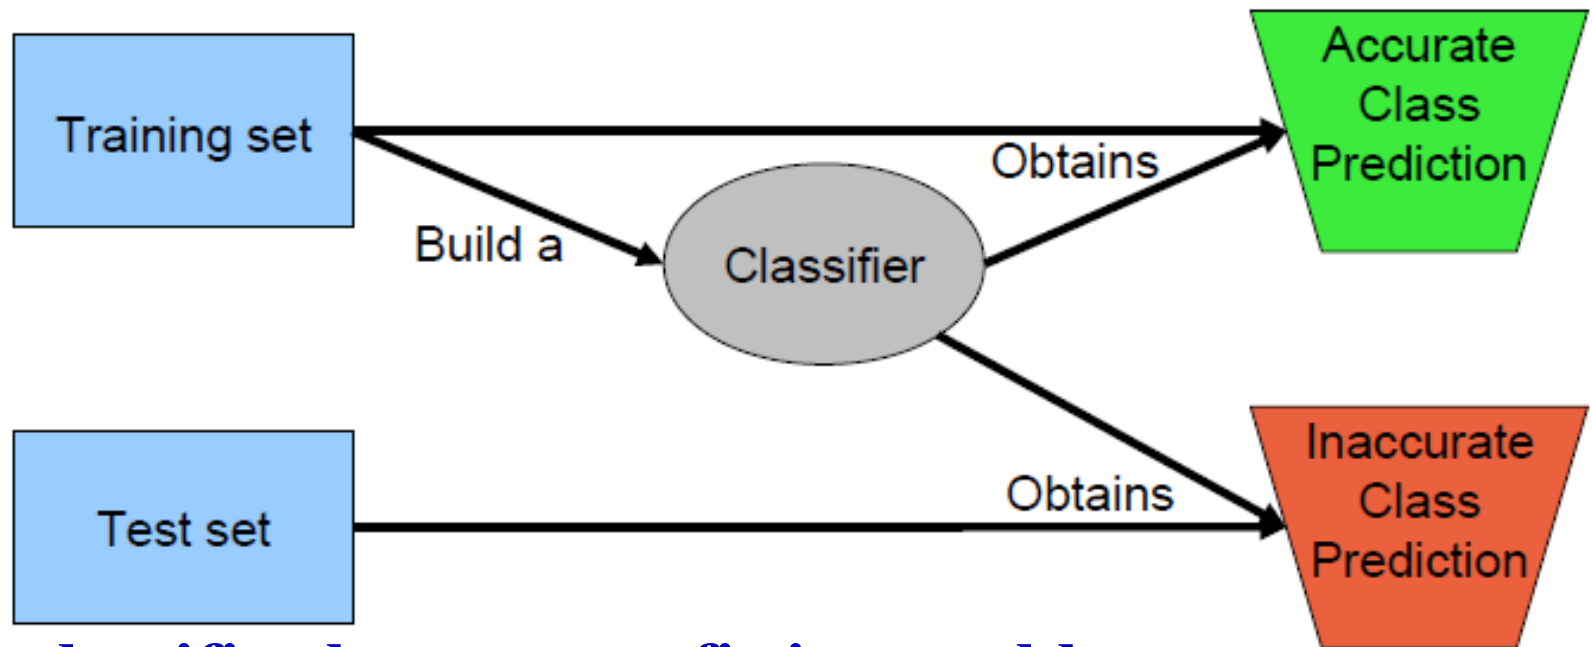 Training set
Build a
Classifier
Obtains
Accurate
Class
Prediction
Test set
Obtains
Inaccurate
Class
Prediction